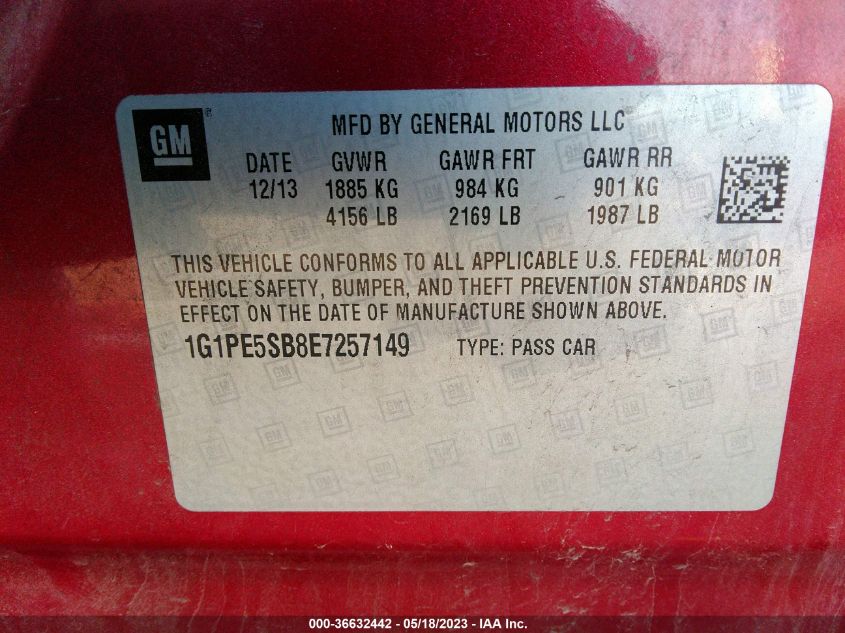 GM ®
MFD BY GENERAL MOTORS LLC
DATE GVWR GAWR FRT GAWR RR
12/13 1885 KG 984 KG 901 KG
4156 LB 2169 LB 1987 LB
THIS VEHICLE CONFORMS TO ALL APPLICABLE U.S. FEDERAL MOTOR
VEHICLE SAFETY, BUMPER, AND THEFT PREVENTION STANDARDS IN
EFFECT ON THE DATE OF MANUFACTURE SHOWN ABOVE.
1G1PE5SB8E7257149 TYPE: PASS CAR
000-36632442 - 05/18/2023 - IAA Inc.